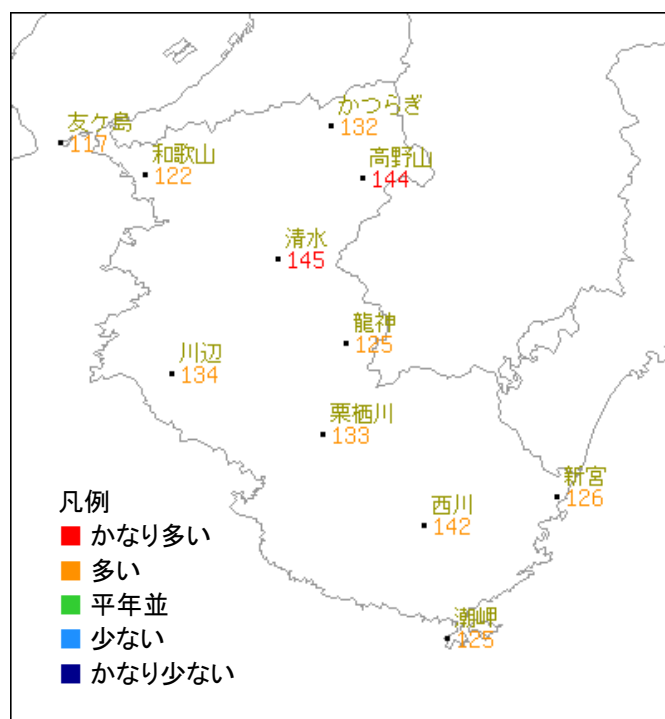 かつらぎ
132
友ケ島
117
和歌山
122
高野山
144
清水
145
龍神
125
川辺
134
栗栖川
133
新宮
126
西川
142
潮岬
125
凡例
かなり多い
多い
平年並
少ない
かなり少ない